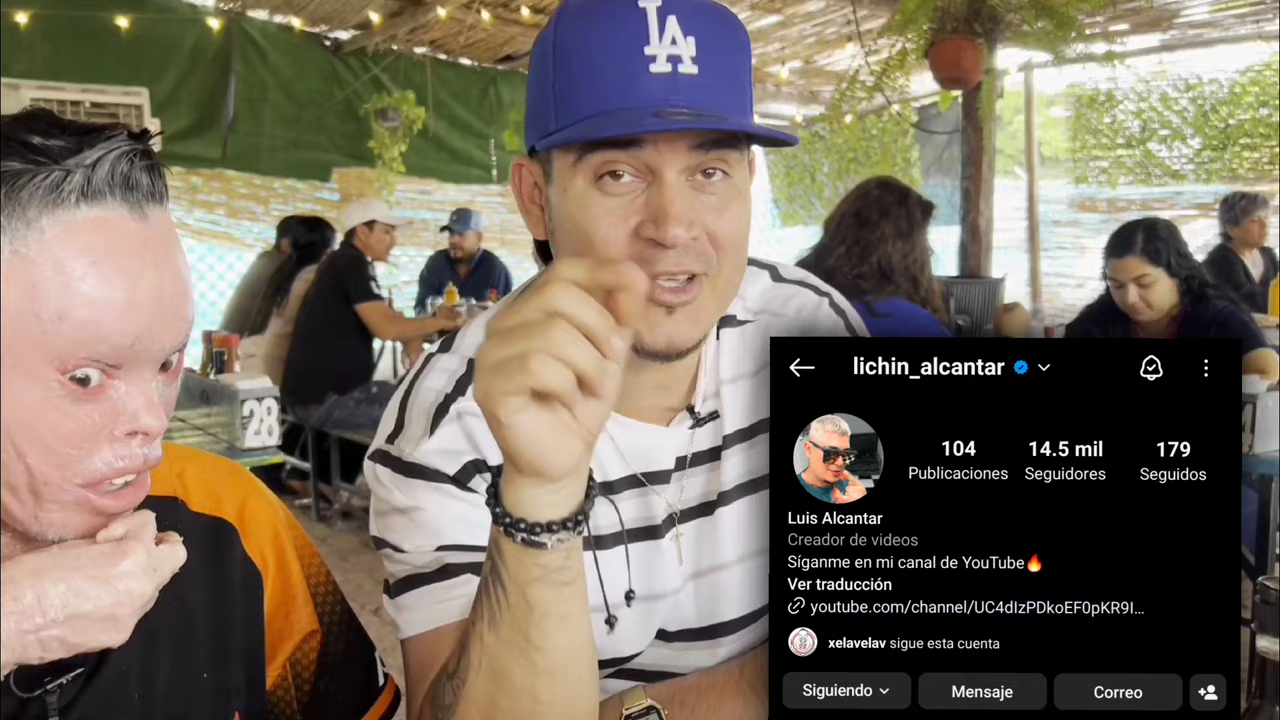 LA
28
lichin_alcantar
104
14.5 mil
179
Publicaciones
Seguidores
Seguidos
Luis Alcantar
Creador de videos
Síganme en mi canal de YouTube🔥
Ver traducción
youtube.com/channel/UC4dIzPDkoEF0pKR9I…
xelavelav sigue esta cuenta
Siguiendo
Mensaje
Correo